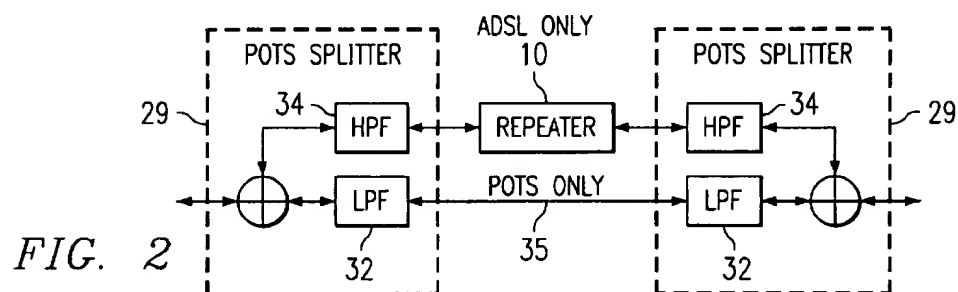 ADSL ONLY
POTS SPLITTER 10 POTS SPLITTER
29 34 34 29
HPF REPEATER HPF
POTS ONLY
LPF LPF
32 35 32
FIG. 2